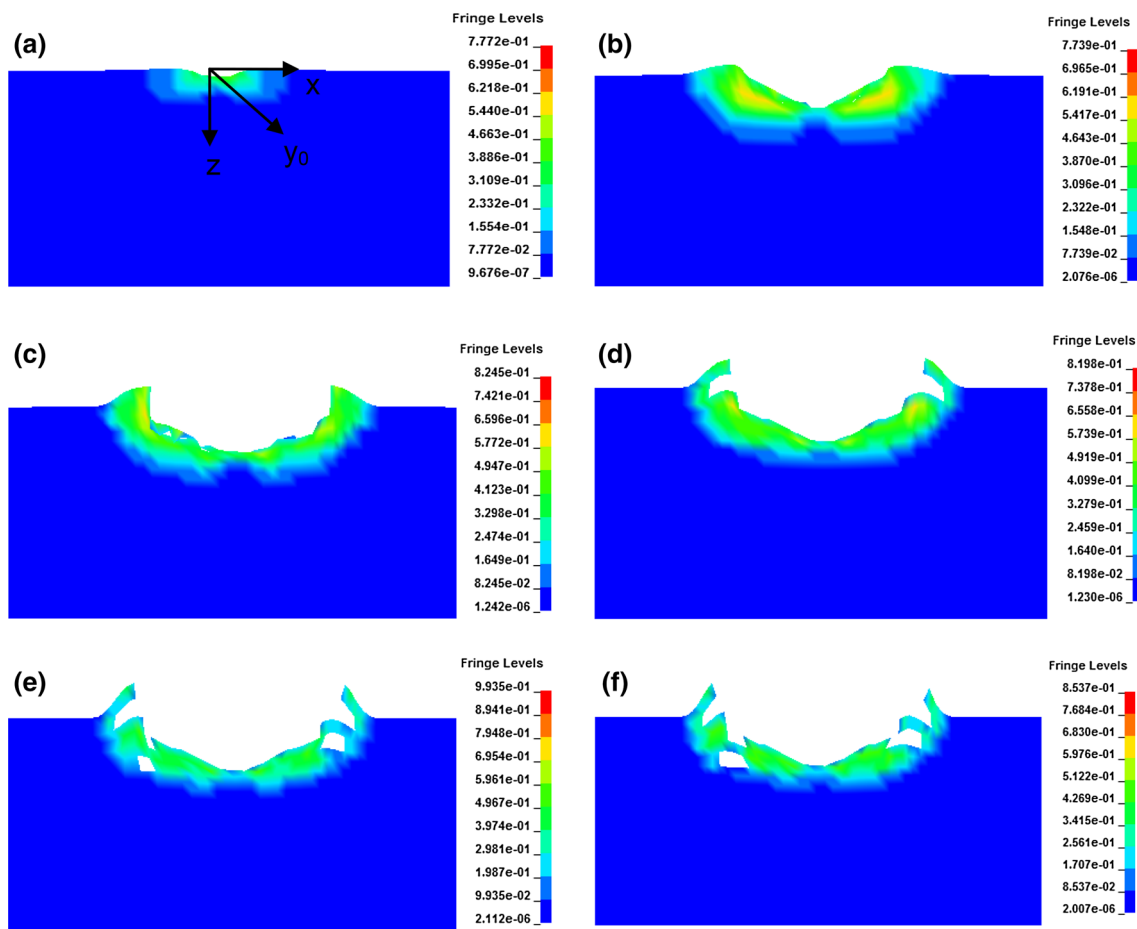 (a)
Fringe Levels
7.772e-01
6.995e-01
6.218e-01
5.440e-01
4.663e-01
3.886e-01
3.109e-01
2.332e-01
1.554e-01
7.772e-02
9.676e-07
x
z
y0
(b)
Fringe Levels
7.739e-01
6.965e-01
6.191e-01
5.417e-01
4.643e-01
3.870e-01
3.096e-01
2.322e-01
1.548e-01
7.739e-02
2.076e-06
(c)
Fringe Levels
8.245e-01
7.421e-01
6.596e-01
5.772e-01
4.947e-01
4.123e-01
3.298e-01
2.474e-01
1.649e-01
8.245e-02
1.242e-06
(d)
Fringe Levels
8.198e-01
7.378e-01
6.558e-01
5.739e-01
4.919e-01
4.099e-01
3.279e-01
2.459e-01
1.640e-01
8.198e-02
1.230e-06
(e)
Fringe Levels
9.935e-01
8.941e-01
7.948e-01
6.954e-01
5.961e-01
4.967e-01
3.974e-01
2.981e-01
1.987e-01
9.935e-02
2.112e-06
(f)
Fringe Levels
8.537e-01
7.684e-01
6.830e-01
5.976e-01
5.122e-01
4.269e-01
3.415e-01
2.561e-01
1.707e-01
8.537e-02
2.007e-06